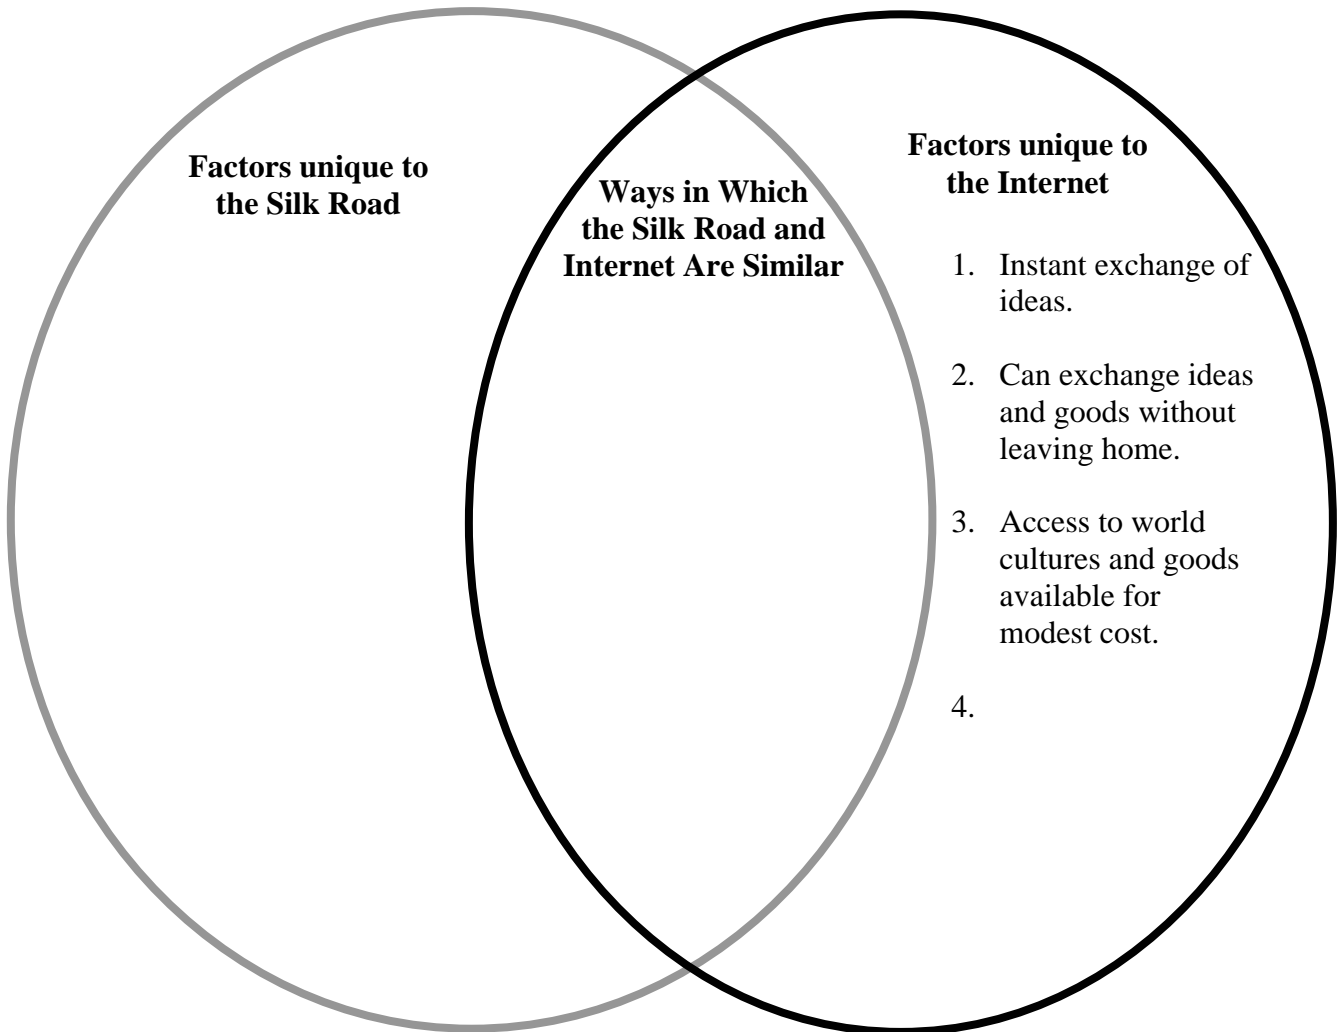 Factors unique to
the Silk Road
Ways in Which
the Silk Road and
Internet Are Similar
Factors unique to
the Internet
1. Instant exchange of
ideas.
2. Can exchange ideas
and goods without
leaving home.
3. Access to world
cultures and goods
available for
modest cost.
4.